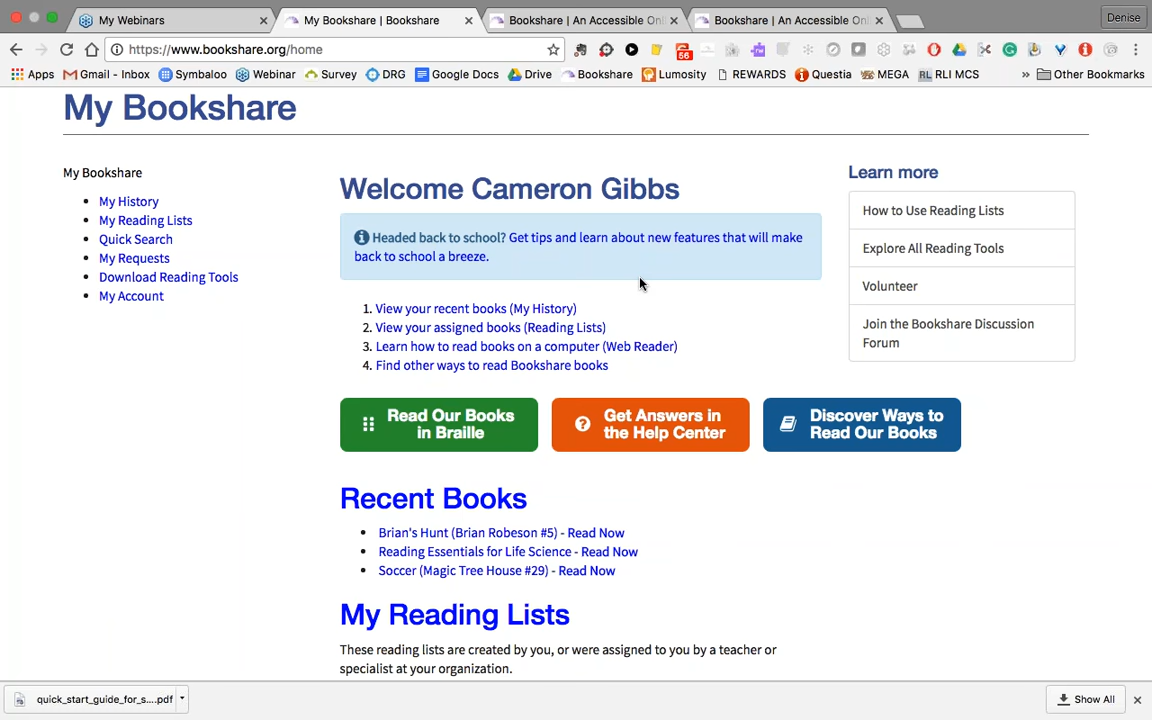 My Webinars
My Bookshare | Bookshare
Bookshare | An Accessible Onl
Bookshare | An Accessible Onl
Denise
https://www.bookshare.org/home
56
Apps
Gmail - Inbox
Symbaloo
Webinar
Survey
DRG
Google Docs
Drive
Bookshare
Lumosity
REWARDS
Questia
MEGA
RLI MCS
»
Other Bookmarks
My Bookshare
My Bookshare
My History
My Reading Lists
Quick Search
My Requests
Download Reading Tools
My Account
Welcome Cameron Gibbs
Headed back to school? Get tips and learn about new features that will make
back to school a breeze.
1. View your recent books (My History)
2. View your assigned books (Reading Lists)
3. Learn how to read books on a computer (Web Reader)
4. Find other ways to read Bookshare books
Read Our Books
in Braille
Get Answers in
the Help Center
Discover Ways to
Read Our Books
Recent Books
Brian's Hunt (Brian Robeson #5) - Read Now
Reading Essentials for Life Science - Read Now
Soccer (Magic Tree House #29) - Read Now
My Reading Lists
These reading lists are created by you, or were assigned to you by a teacher or
specialist at your organization.
Learn more
How to Use Reading Lists
Explore All Reading Tools
Volunteer
Join the Bookshare Discussion
Forum
quick_start_guide_for_s....pdf
Show All